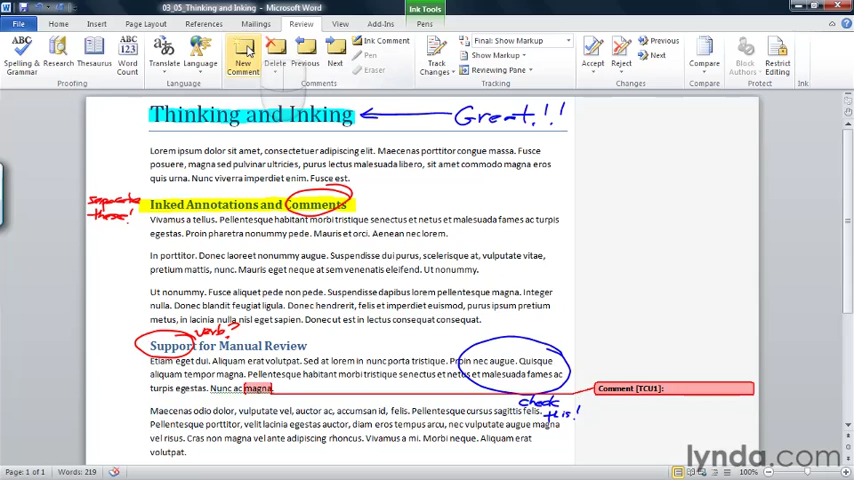 03_05_Thinking and Inking - Microsoft Word
Ink Tools
File Home Insert Page Layout References Mailings Review View Add-Ins Pens
Spelling & Grammar
Research
Thesaurus
Word Count
Translate
Language
New Comment
Delete
Previous
Next
Ink Comment
Pen
Eraser
Track Changes
Final: Show Markup
Show Markup
Reviewing Pane
Accept
Reject
Previous
Next
Compare
Block Authors
Restrict Editing
Proofing
Language
Comments
Tracking
Changes
Compare
Protect
Thinking and Inking
Great!!
Lorem ipsum dolor sit amet, consectetuer adipiscing elit. Maecenas porttitor congue massa. Fusce
posuere, magna sed pulvinar ultricies, purus lectus malesuada libero, sit amet commodo magna eros
quis urna. Nunc viverra imperdiet enim. Fusce est.
these!
Inked Annotations and Comments
Vivamus a tellus. Pellentesque habitant morbi tristique senectus et netus et malesuada fames ac turpis
egestas. Proin pharetra nonummy pede. Mauris et orci. Aenean nec lorem.
In porttitor. Donec laoreet nonummy augue. Suspendisse dui purus, scelerisque at, vulputate vitae,
pretium mattis, nunc. Mauris eget neque at sem venenatis eleifend. Ut nonummy.
Ut nonummy. Fusce aliquet pede non pede. Suspendisse dapibus lorem pellentesque magna. Integer
nulla. Donec blandit feugiat ligula. Donec hendrerit, felis et imperdiet euismod, purus ipsum pretium
metus, in lacinia nulla nisl eget sapien. Donec ut est in lectus consequat consequat.
verb?
Support for Manual Review
Etiam eget dui. Aliquam erat volutpat. Sed at lorem in nunc porta tristique. Proin nec augue. Quisque
aliquam tempor magna. Pellentesque habitant morbi tristique senectus et netus et malesuada fames ac
turpis egestas. Nunc ac magna.
Comment [TCU1]:
check
this!
Maecenas odio dolor, vulputate vel, auctor ac, accumsan id, felis. Pellentesque cursus sagittis felis.
Pellentesque porttitor, velit lacinia egestas auctor, diam eros tempus arcu, nec vulputate augue magna
vel risus. Cras non magna vel ante adipiscing rhoncus. Vivamus a mi. Morbi neque. Aliquam erat
volutpat.
lynda.com
Page: 1 of 1
Words: 219
100%